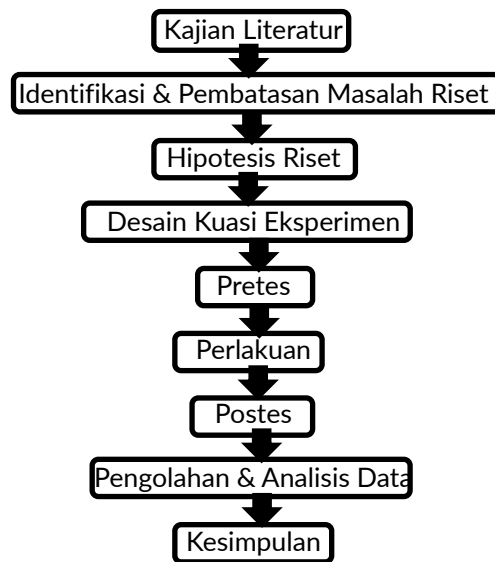 Kajian Literatur
Identifikasi & Pembatasan Masalah Riset
Hipotesis Riset
Desain Kuasi Eksperimen
Pretes
Perlakuan
Postes
Pengolahan & Analisis Data
Kesimpulan